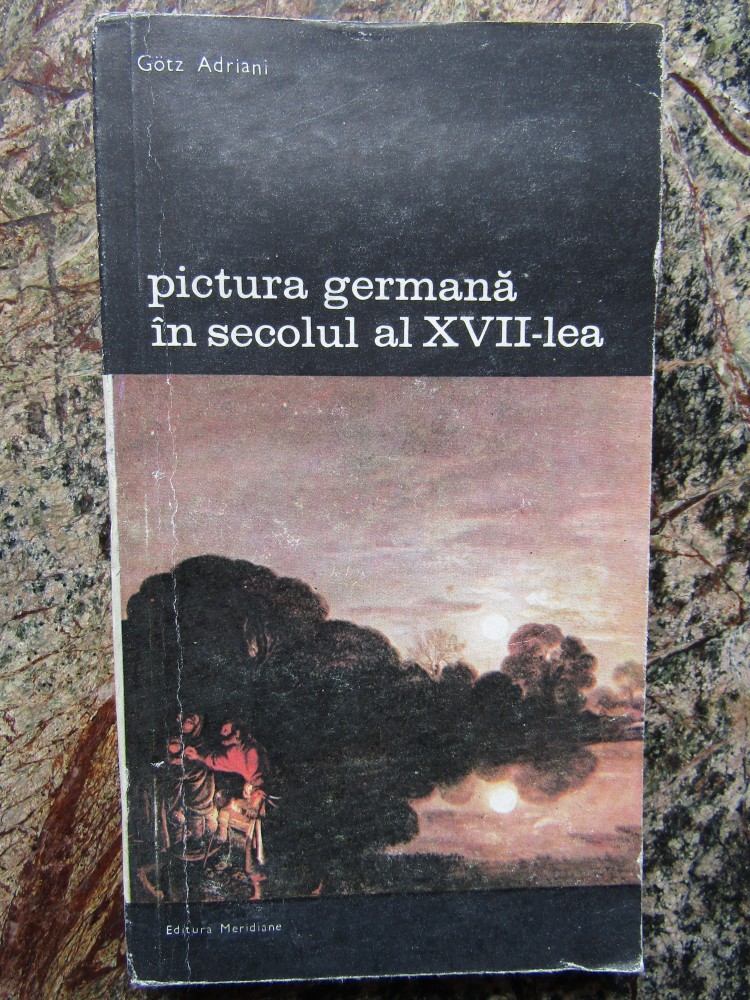 Götz Adriani
pictura germană
în secolul al XVII-lea
Editura Meridiane